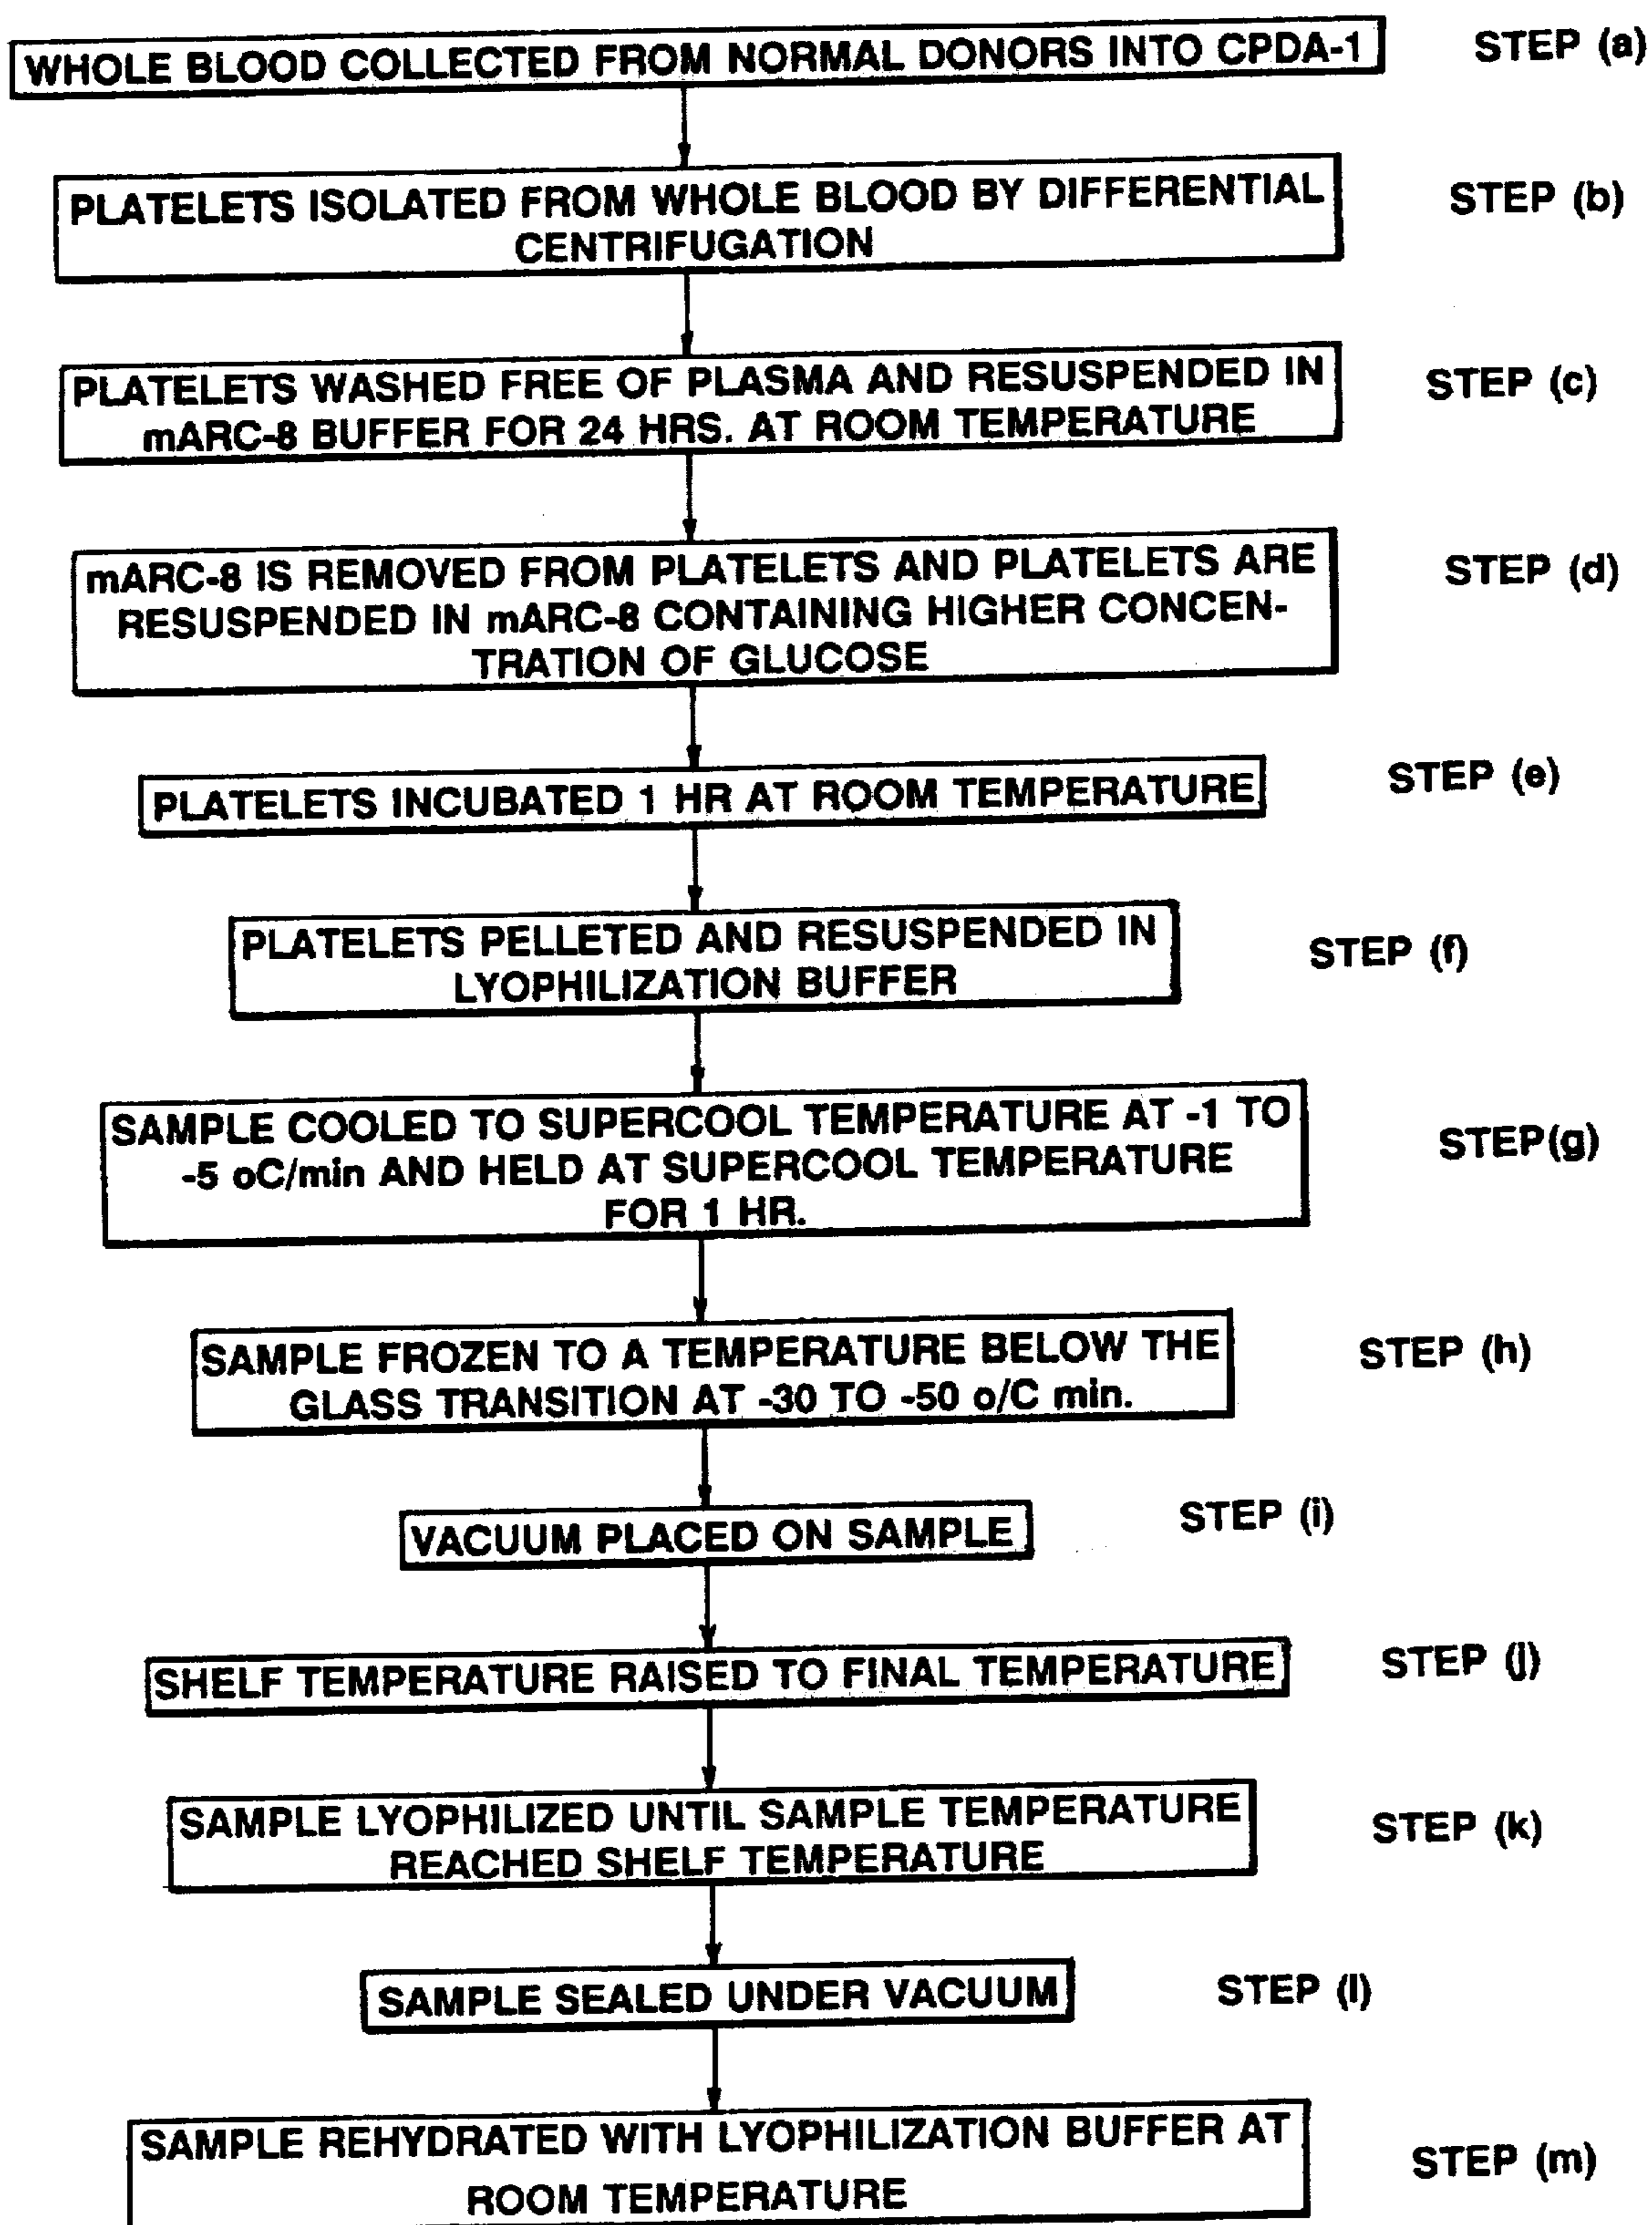 WHOLE BLOOD COLLECTED FROM NORMAL DONORS INTO CPDA-1 STEP (a)
PLATELETS ISOLATED FROM WHOLE BLOOD BY DIFFERENTIAL STEP (b)
CENTRIFUGATION
PLATELETS WASHED FREE OF PLASMA AND RESUSPENDED IN STEP (c)
mARC-8 BUFFER FOR 24 HRS. AT ROOM TEMPERATURE
mARC-8 IS REMOVED FROM PLATELETS AND PLATELETS ARE STEP (d)
RESUSPENDED IN mARC-8 CONTAINING HIGHER CONCEN-
TRATION OF GLUCOSE
PLATELETS INCUBATED 1 HR AT ROOM TEMPERATURE STEP (e)
PLATELETS PELLETED AND RESUSPENDED IN STEP (f)
LYOPHILIZATION BUFFER
SAMPLE COOLED TO SUPERCOOL TEMPERATURE AT -1 TO STEP(g)
-5 oC/min AND HELD AT SUPERCOOL TEMPERATURE
FOR 1 HR.
SAMPLE FROZEN TO A TEMPERATURE BELOW THE STEP (h)
GLASS TRANSITION AT -30 TO -50 o/C min.
VACUUM PLACED ON SAMPLE STEP (i)
SHELF TEMPERATURE RAISED TO FINAL TEMPERATURE STEP (j)
SAMPLE LYOPHILIZED UNTIL SAMPLE TEMPERATURE STEP (k)
REACHED SHELF TEMPERATURE
SAMPLE SEALED UNDER VACUUM STEP (l)
SAMPLE REHYDRATED WITH LYOPHILIZATION BUFFER AT STEP (m)
ROOM TEMPERATURE